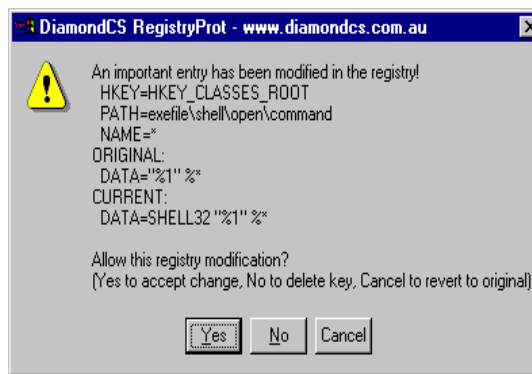 DiamondCS RegistryProt - www.diamondcs.com.au
An important entry has been modified in the registry!
HKEY=HKEY_CLASSES_ROOT
PATH=exefile\shell\open\command
NAME=*
ORIGINAL:
DATA="%1" %*
CURRENT:
DATA=SHELL32 "%1" %*
Allow this registry modification?
(Yes to accept change, No to delete key, Cancel to revert to original)
Yes No Cancel